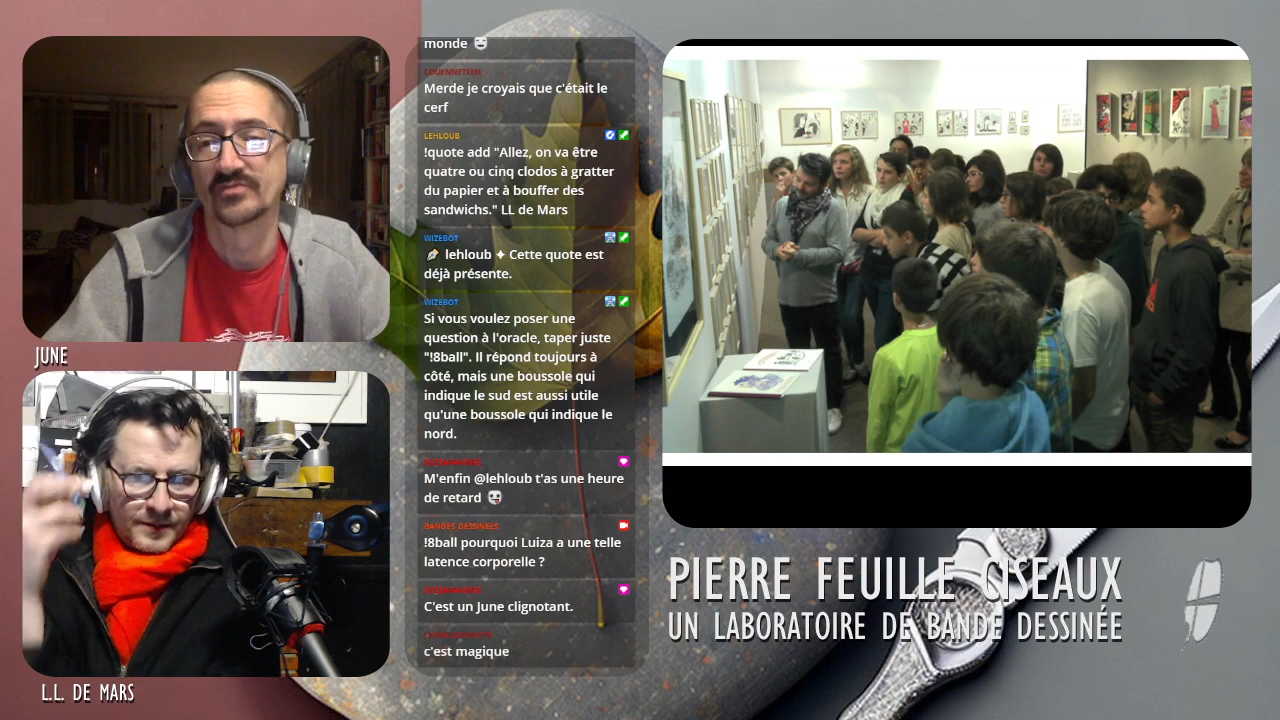 JUNE
L.L. DE MARS
monde
Merde je croyais que c'était le
cerf
LEHLOUB
!quote add "Allez, on va être
quatre ou cinq clodos à gratter
du papier et à bouffer des
sandwichs." LL de Mars
WIZEBOT
lehloub ✦ Cette quote est
déjà présente.
WIZEBOT
Si vous voulez poser une
question à l'oracle, taper juste
"!8ball". Il répond toujours à
côté, mais une boussole qui
indique le sud est aussi utile
qu'une boussole qui indique le
nord.
M'enfin @lehloub t'as une heure
de retard
BANDES DESSINEES
!8ball pourquoi Luiza a une telle
latence corporelle ?
C'est un June clignotant.
c'est magique
PIERRE FEUILLE CISEAUX
UN LABORATOIRE DE BANDE DESSINÉE